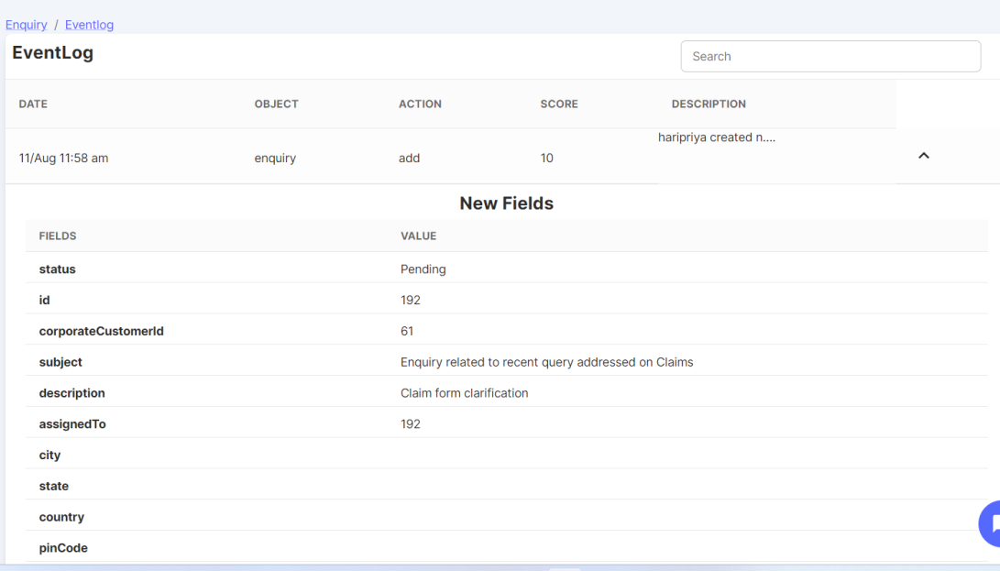 Enquiry / Eventlog
EventLog
Search
DATE OBJECT ACTION SCORE DESCRIPTION
11/Aug 11:58 am enquiry add 10 haripriya created n....
New Fields
FIELDS VALUE
status Pending
id 192
corporateCustomerId 61
subject Enquiry related to recent query addressed on Claims
description Claim form clarification
assignedTo 192
city
state
country
pinCode